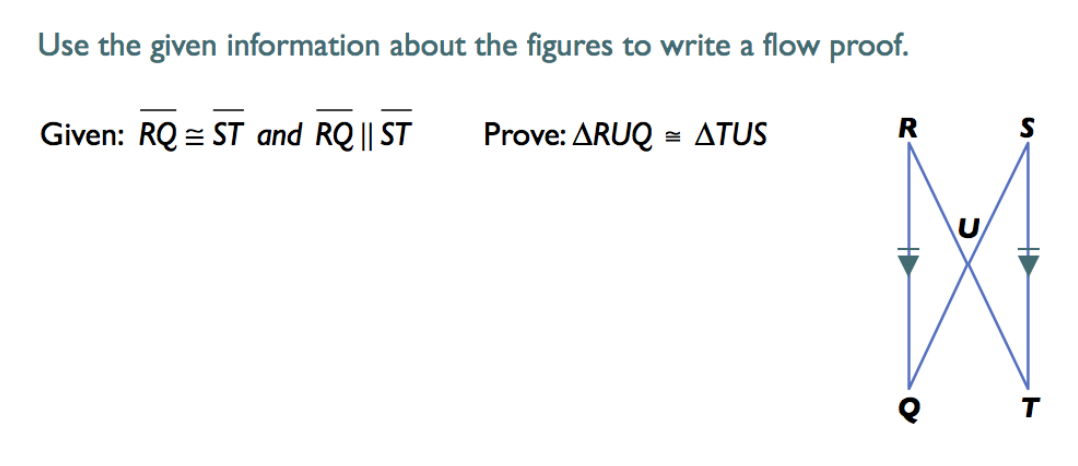 Use the given information about the figures to write a flow proof.
Given: RQ ≅ ST and RQ || ST Prove: ΔRUQ ≅ ΔTUS
R S
U
Q T